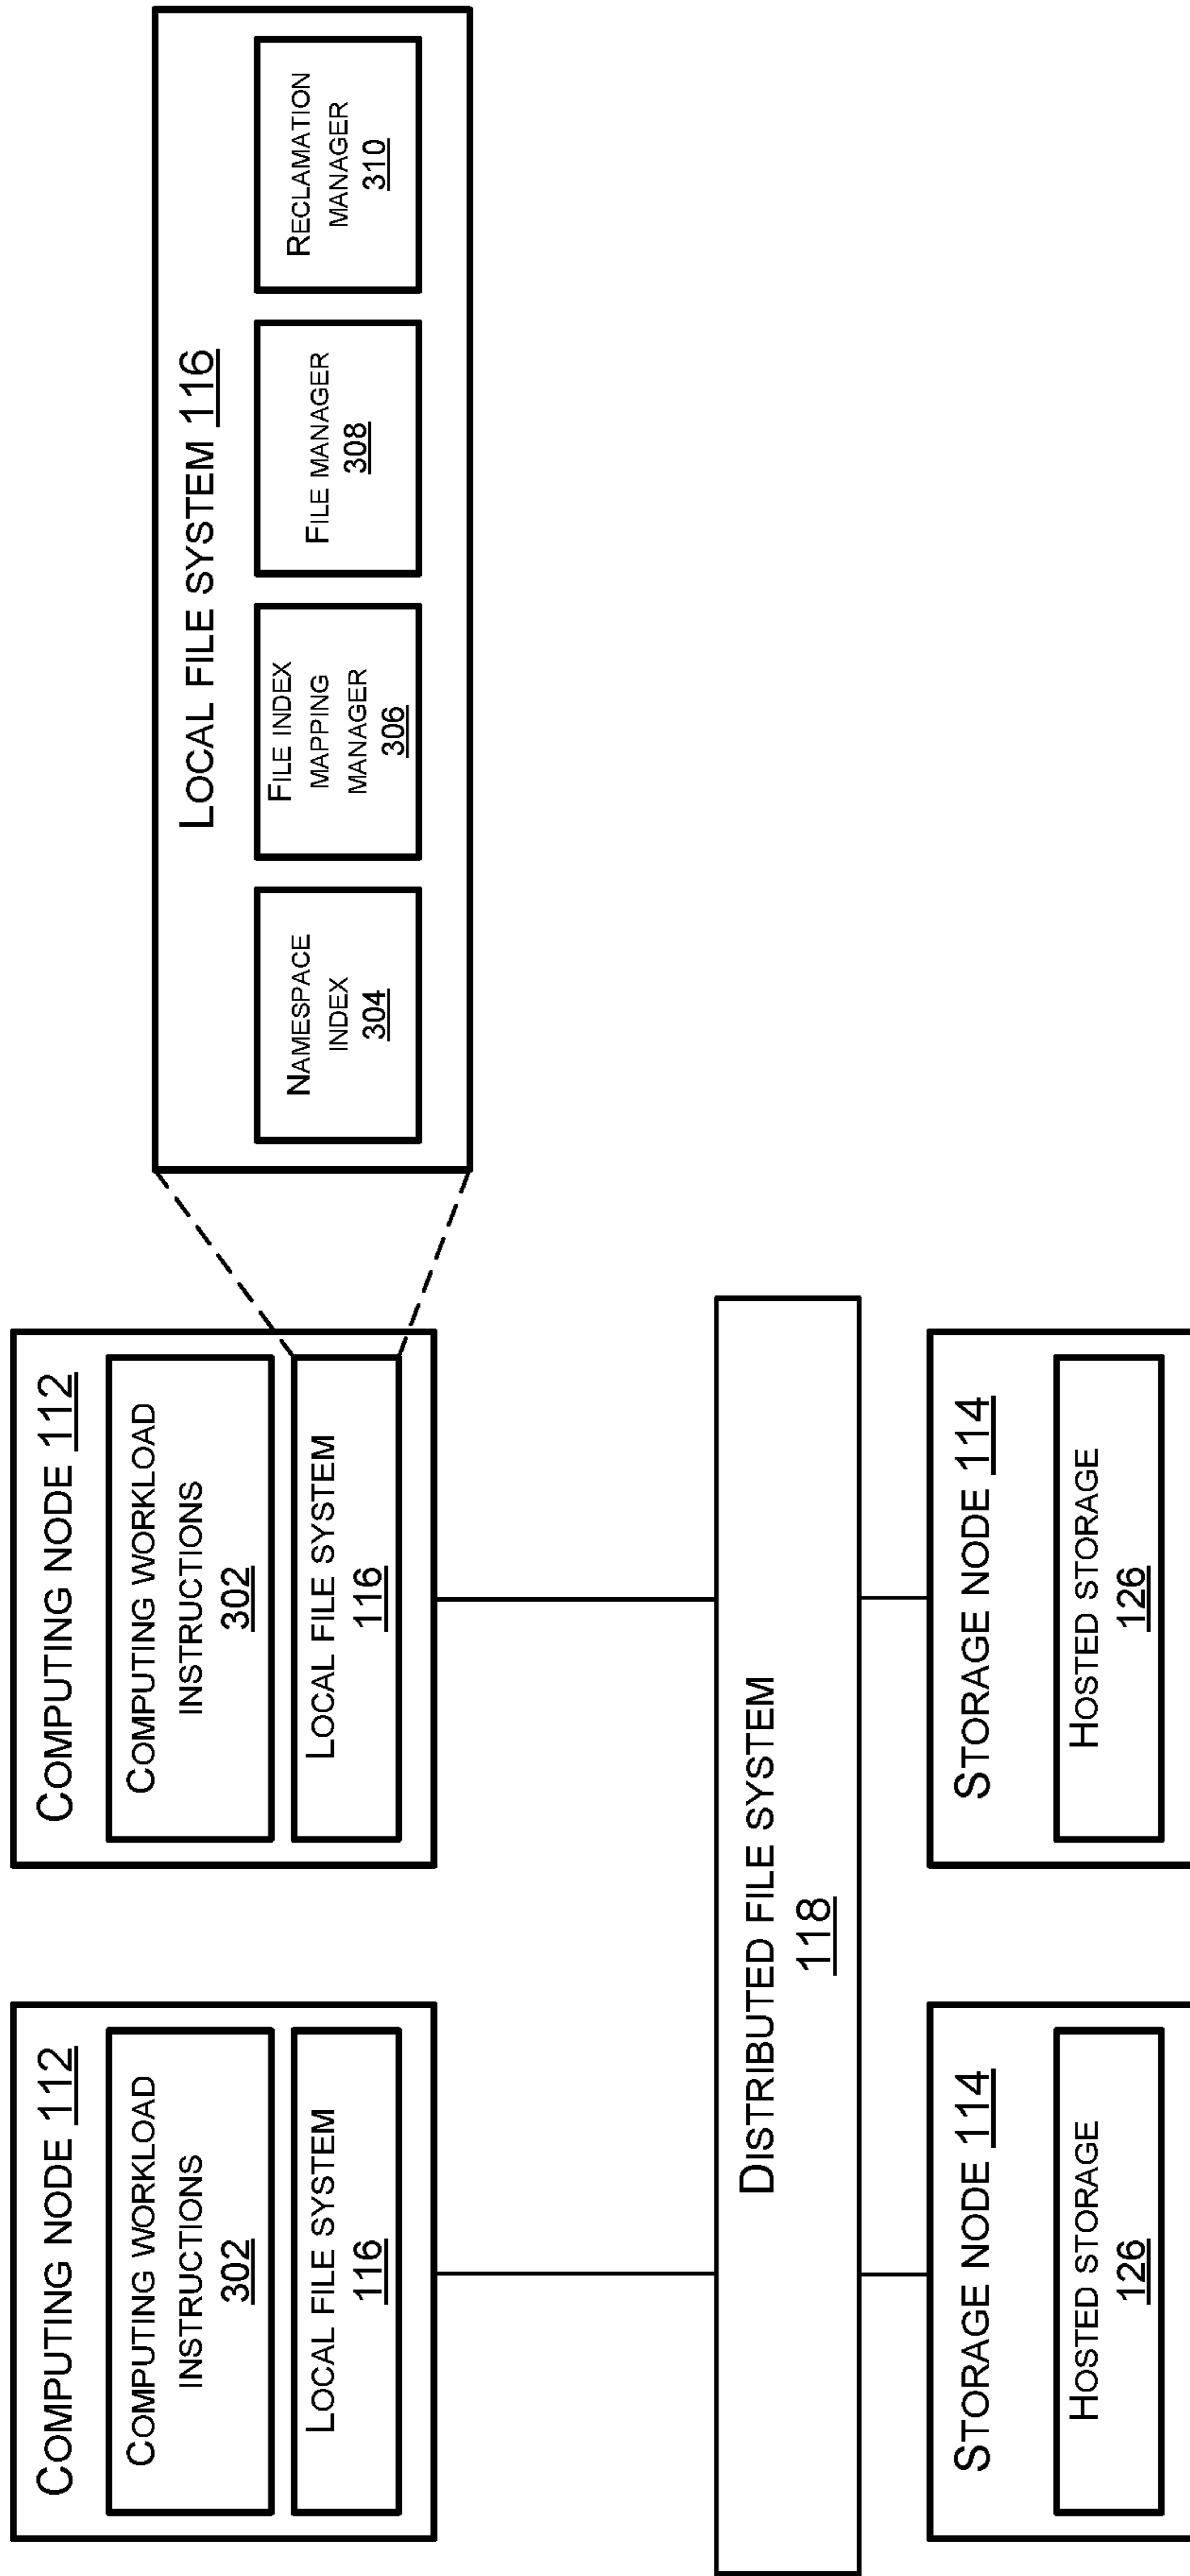 COMPUTING NODE 112
COMPUTING WORKLOAD
INSTRUCTIONS
302
LOCAL FILE SYSTEM
116
COMPUTING NODE 112
COMPUTING WORKLOAD
INSTRUCTIONS
302
LOCAL FILE SYSTEM
116
LOCAL FILE SYSTEM 116
NAMESPACE
INDEX
304
FILE INDEX
MAPPING
MANAGER
306
FILE MANAGER
308
RECLAMATION
MANAGER
310
DISTRIBUTED FILE SYSTEM
118
STORAGE NODE 114
HOSTED STORAGE
126
STORAGE NODE 114
HOSTED STORAGE
126